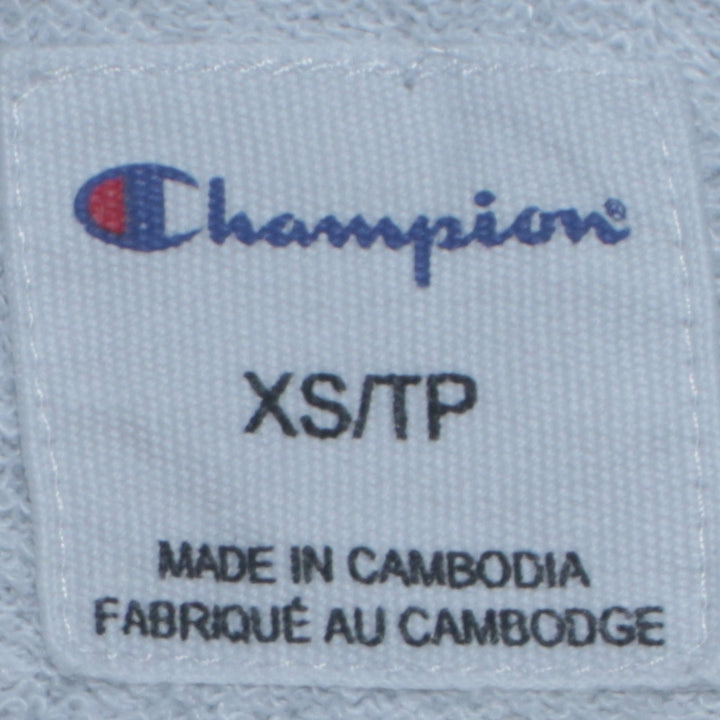 Champion®
XS/TP
MADE IN CAMBODIA
FABRIQUÉ AU CAMBODGE